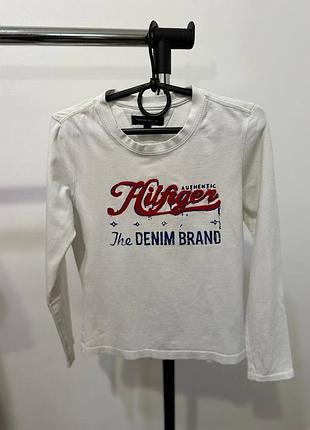 AUTHENTIC
Hilfiger
The DENIM BRAND